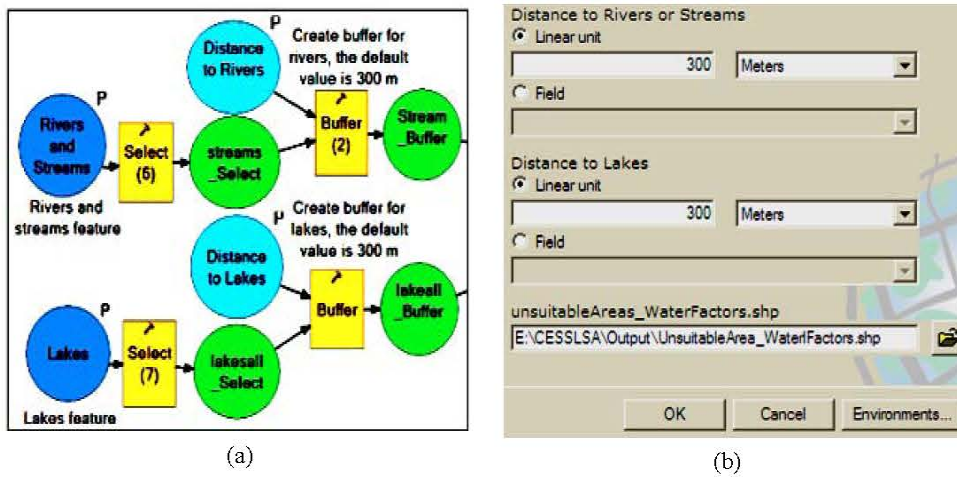 P
Distance
to Rivers
Create buffer for
rivers, the default
value is 300 m
P
Rivers
and
Streams
Select
(6)
streams
_Select
Buffer
(2)
Stream
_Buffer
Rivers and
streams feature
P
Create buffer for
lakes, the default
value is 300 m
Distance
to Lakes
Buffer
lakeall
_Buffer
P
Lakes
Select
(7)
lakesall
_Select
Lakes feature
(a)
Distance to Rivers or Streams
Linear unit
300
Meters
Field
Distance to Lakes
Linear unit
300
Meters
Field
unsuitableAreas_WaterFactors.shp
E:\CESSLSA\Output\UnsuitableArea_WaterlFactors.shp
OK
Cancel
Environments...
(b)